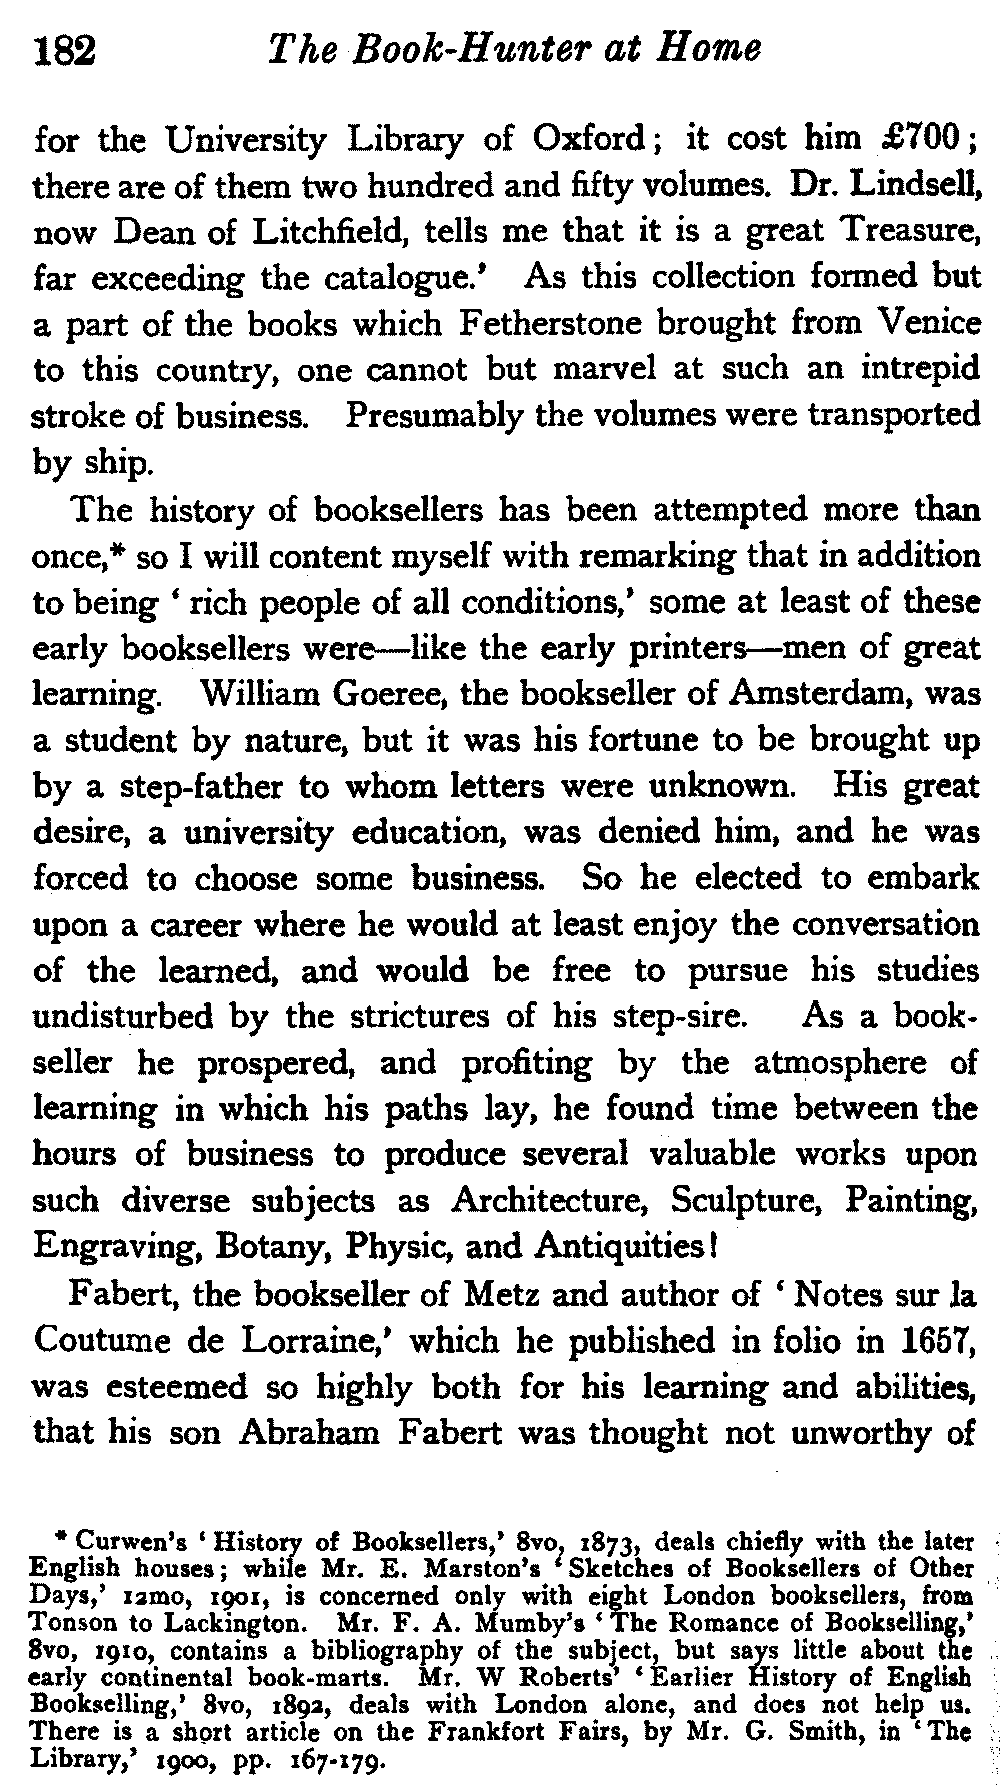 182 The Book-Hunter at Home
for the University Library of Oxford; it cost him £700;
there are of them two hundred and fifty volumes. Dr. Lindsell,
now Dean of Litchfield, tells me that it is a great Treasure,
far exceeding the catalogue.' As this collection formed but
a part of the books which Fetherstone brought from Venice
to this country, one cannot but marvel at such an intrepid
stroke of business. Presumably the volumes were transported
by ship.
The history of booksellers has been attempted more than
once,* so I will content myself with remarking that in addition
to being ' rich people of all conditions,' some at least of these
early booksellers were—like the early printers—men of great
learning. William Goeree, the bookseller of Amsterdam, was
a student by nature, but it was his fortune to be brought up
by a step-father to whom letters were unknown. His great
desire, a university education, was denied him, and he was
forced to choose some business. So he elected to embark
upon a career where he would at least enjoy the conversation
of the learned, and would be free to pursue his studies
undisturbed by the strictures of his step-sire. As a book-
seller he prospered, and profiting by the atmosphere of
learning in which his paths lay, he found time between the
hours of business to produce several valuable works upon
such diverse subjects as Architecture, Sculpture, Painting,
Engraving, Botany, Physic, and Antiquities!
Fabert, the bookseller of Metz and author of ' Notes sur la
Coutume de Lorraine,' which he published in folio in 1657,
was esteemed so highly both for his learning and abilities,
that his son Abraham Fabert was thought not unworthy of
* Curwen's ' History of Booksellers,' 8vo, 1873, deals chiefly with the later
English houses; while Mr. E. Marston's ' Sketches of Booksellers of Other
Days,' 12mo, 1901, is concerned only with eight London booksellers, from
Tonson to Lackington. Mr. F. A. Mumby's ' The Romance of Bookselling,'
8vo, 1910, contains a bibliography of the subject, but says little about the
early continental book-marts. Mr. W Roberts' ' Earlier History of English
Bookselling,' 8vo, 1892, deals with London alone, and does not help us.
There is a short article on the Frankfort Fairs, by Mr. G. Smith, in ' The
Library,' 1900, pp. 167-179.